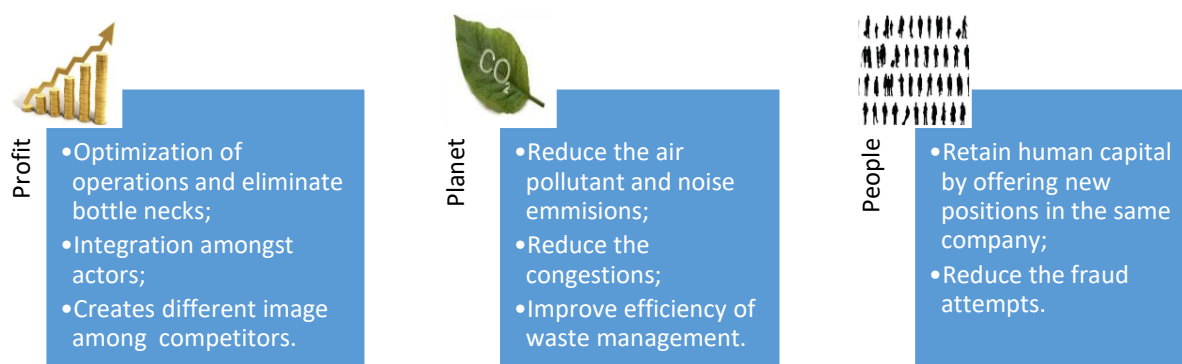 Profit
•Optimization of
operations and eliminate
bottle necks;
•Integration amongst
actors;
•Creates different image
among  competitors.
CO2
Planet
•Reduce the air
pollutant and noise
emmisions;
•Reduce the
congestions;
•Improve efficiency of
waste management.
People
•Retain human capital
by offering new
positions in the same
company;
•Reduce the fraud
attempts.